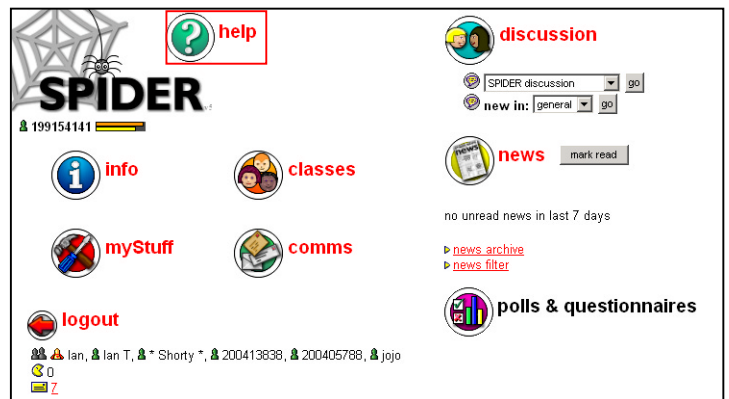 help
SPIDER
199154141
info
classes
myStuff
comms
logout
Ian, Ian T, * Shorty *, 200413838, 200405788, jojo
0
7
discussion
SPIDER discussion go
new in: general go
news mark read
no unread news in last 7 days
news archive
news filter
polls & questionnaires